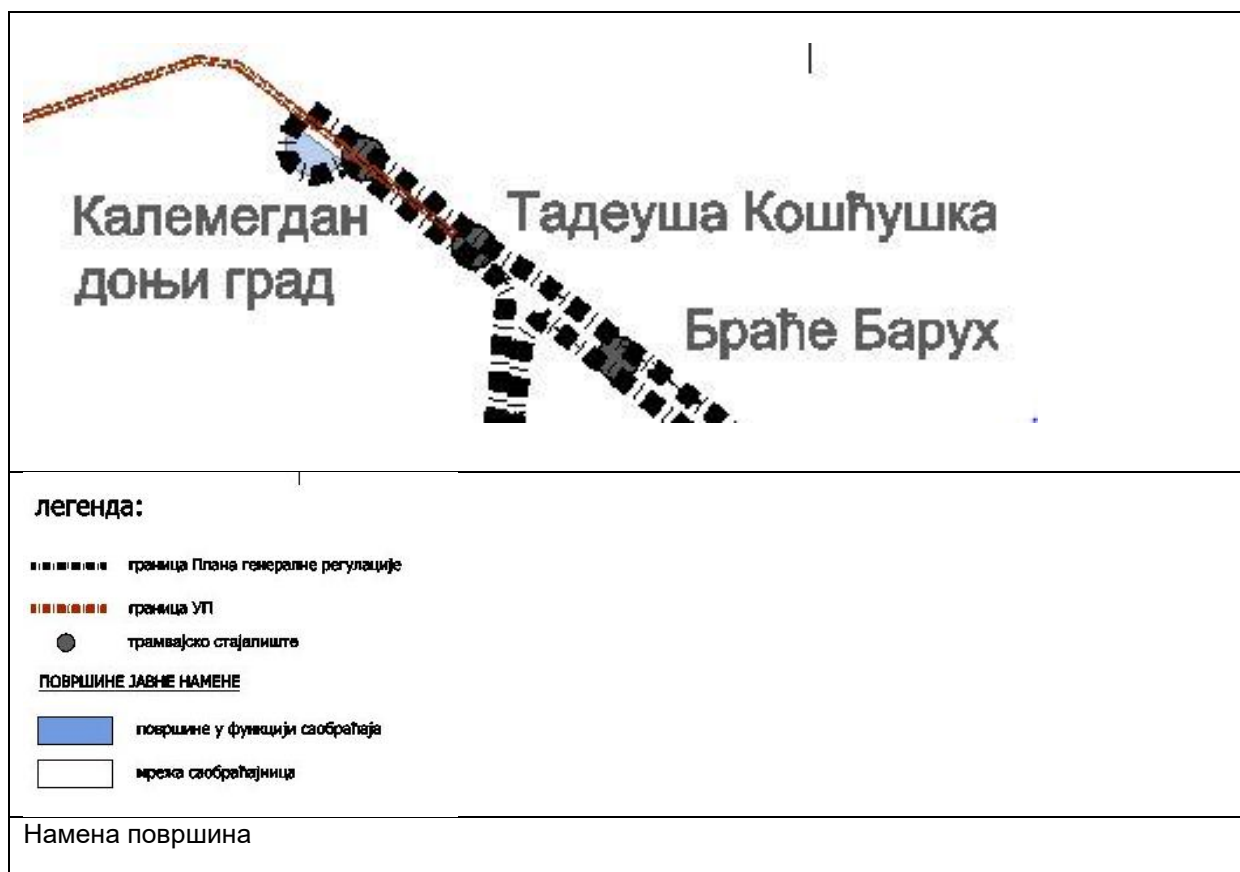 Калемегдан
доњи град
Тадеуша Кошћушка
Браће Барух
легенда:
граница Плана генералне регулације
граница УП
трамвајско стајалиште
ПОВРШИНЕ ЈАВНЕ НАМЕНЕ
површине у функцији саобраћаја
мрежа саобраћајница
Намена површина